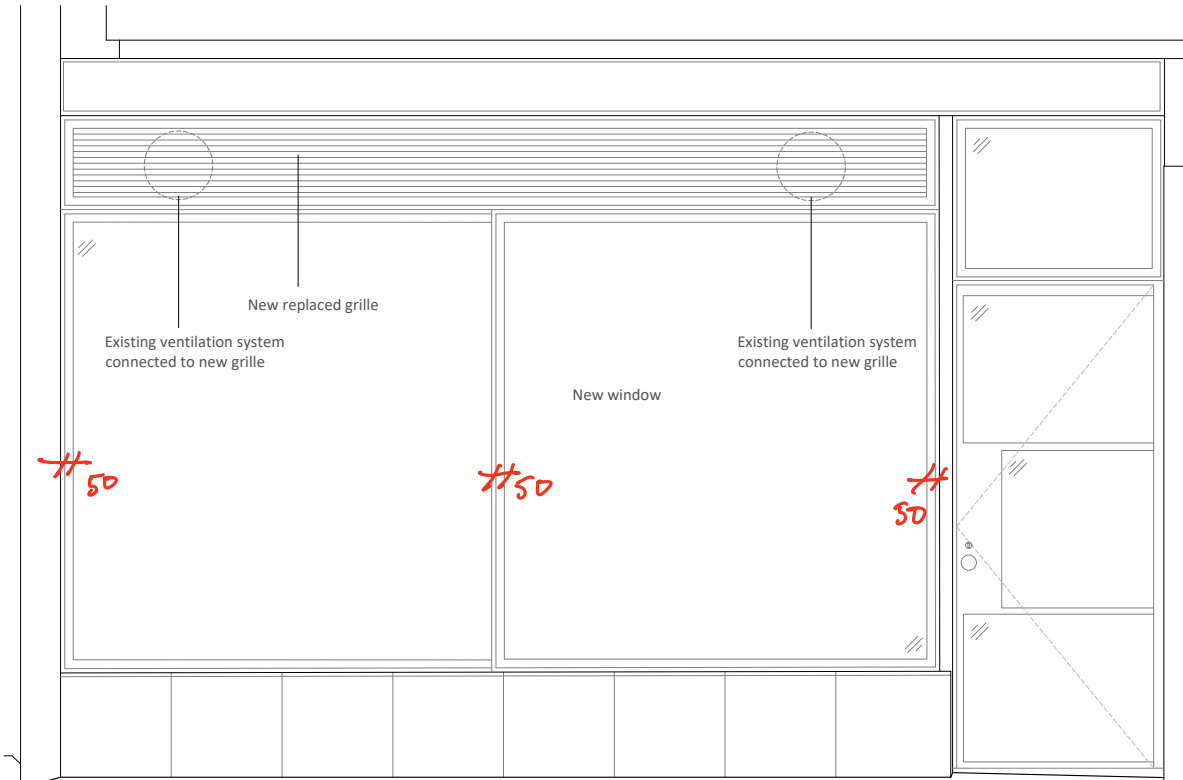 New replaced grille
Existing ventilation system
connected to new grille
Existing ventilation system
connected to new grille
New window
50
50
50